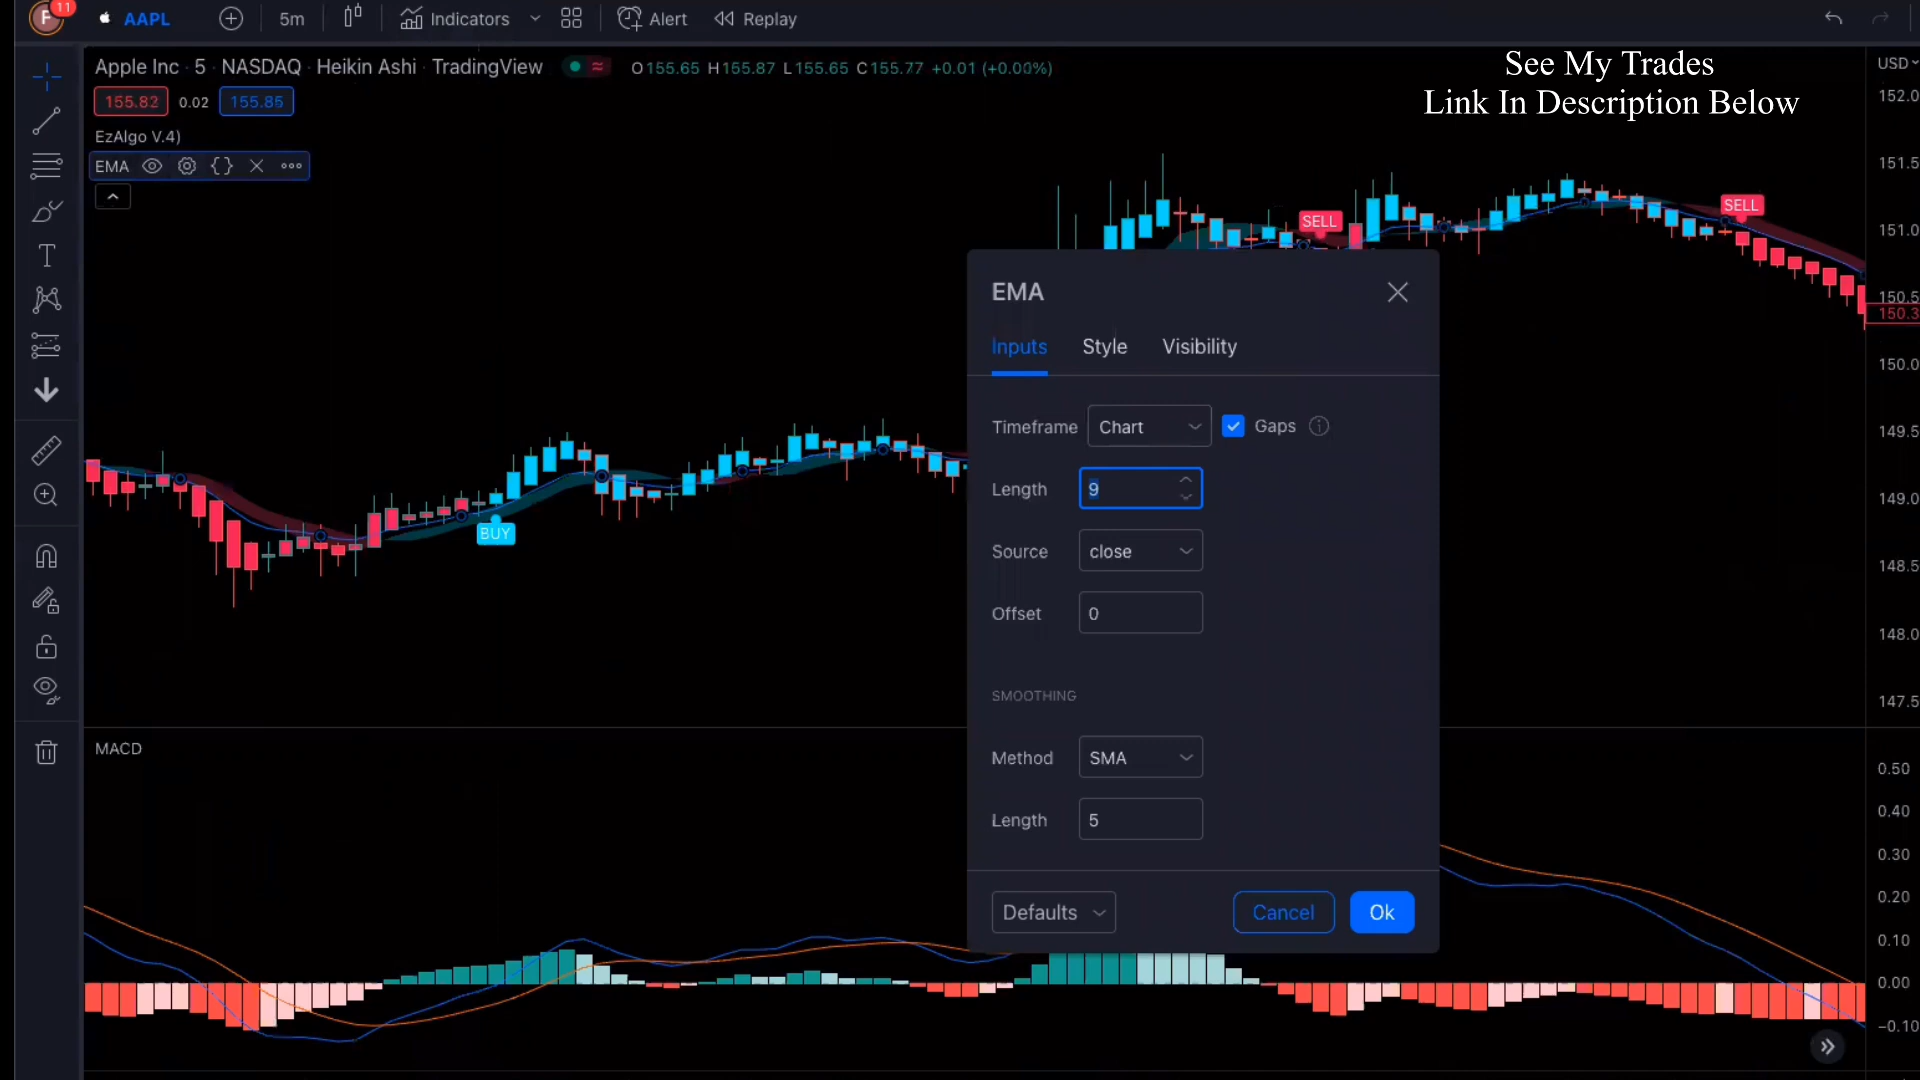 F 11 AAPL 5m Indicators Alert Replay
Apple Inc · 5 · NASDAQ · Heikin Ashi · TradingView O155.65 H155.87 L155.65 C155.77 +0.01 (+0.00%)
See My Trades
Link In Description Below
USD
155.82 0.02 155.85
152.0
EzAlgo V.4)
EMA
151.5
SELL
SELL
151.0
EMA
150.5
150.3
Inputs Style Visibility
150.0
Timeframe Chart Gaps
149.5
Length 9
149.0
BUY
Source close
148.5
Offset 0
148.0
SMOOTHING
147.5
MACD
Method SMA
0.50
0.40
Length 5
0.30
0.20
Defaults Cancel Ok
0.10
0.00
−0.10